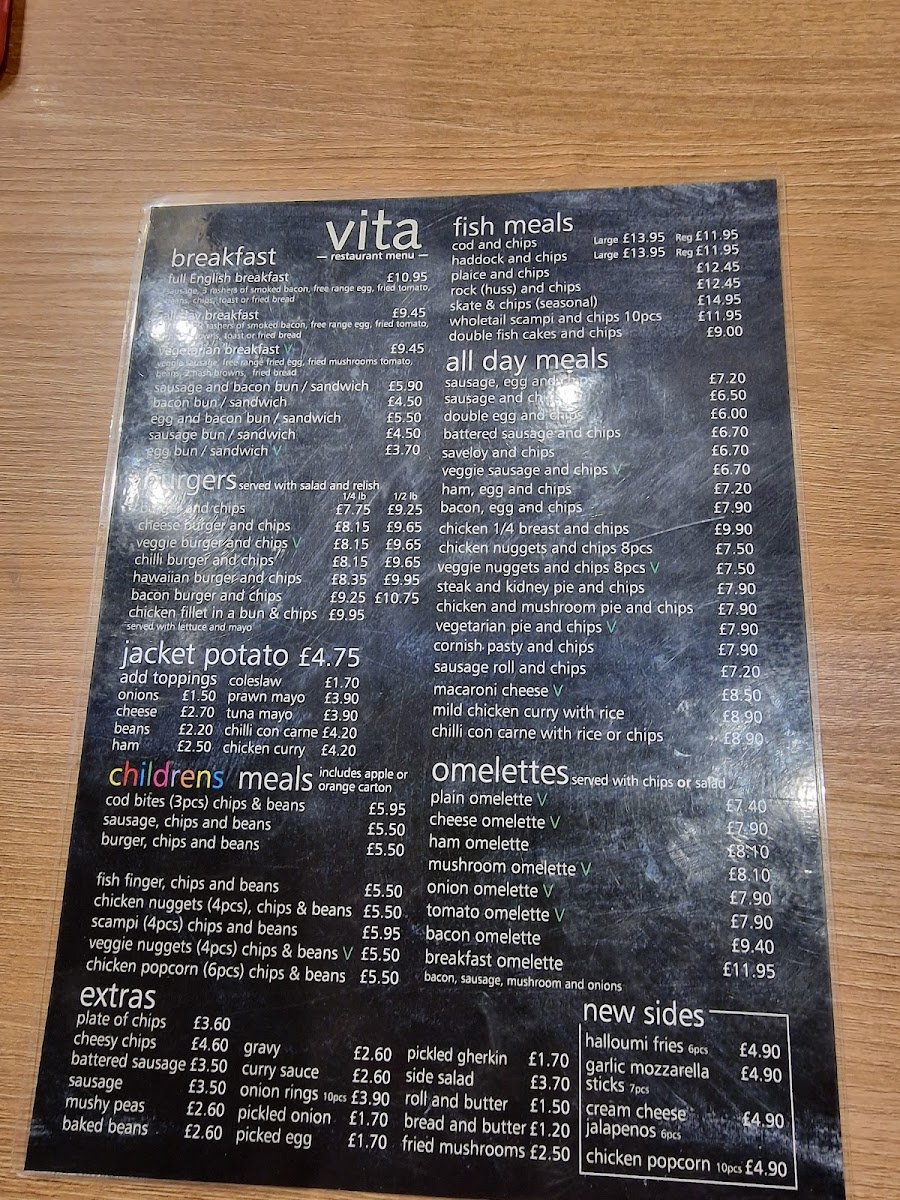 vita
restaurant menu
breakfast
full English breakfast £10.95
sausage, 3 rashers of smoked bacon, free range egg, fried tomato,
beans, chips, toast or fried bread
breakfast £9.45
rashers of smoked bacon, free range egg, fried tomato,
toast or fried bread
vegetarian breakfast V £9.45
veggie sausage, free range fried egg, fried mushrooms tomato,
beans, 2 hash browns, fried bread
sausage and bacon bun / sandwich £5.90
bacon bun / sandwich £4.50
egg and bacon bun / sandwich £5.50
sausage bun / sandwich £4.50
egg bun / sandwich V £3.70
burgers served with salad and relish
1/4 lb 1/2 lb
burger and chips £7.75 £9.25
cheese burger and chips £8.15 £9.65
veggie burger and chips V £8.15 £9.65
chilli burger and chips £8.15 £9.65
hawaiian burger and chips £8.35 £9.95
bacon burger and chips £9.25 £10.75
chicken fillet in a bun & chips £9.95
served with lettuce and mayo
jacket potato £4.75
add toppings
onions £1.50
cheese £2.70
beans £2.20
ham £2.50
coleslaw £1.70
prawn mayo £3.90
tuna mayo £3.90
chilli con carne £4.20
chicken curry £4.20
childrens meals includes apple or
orange carton
cod bites (3pcs) chips & beans £5.95
sausage, chips and beans £5.50
burger, chips and beans £5.50
fish finger, chips and beans £5.50
chicken nuggets (4pcs), chips & beans £5.50
scampi (4pcs) chips and beans £5.95
veggie nuggets (4pcs) chips & beans V £5.50
chicken popcorn (6pcs) chips & beans £5.50
fish meals
cod and chips Large £13.95 Reg £11.95
haddock and chips Large £13.95 Reg £11.95
plaice and chips £12.45
rock (huss) and chips £12.45
skate & chips (seasonal) £14.95
wholetail scampi and chips 10pcs £11.95
double fish cakes and chips £9.00
all day meals
sausage, egg and chips £7.20
sausage and chips £6.50
double egg and chips £6.00
battered sausage and chips £6.70
saveloy and chips £6.70
veggie sausage and chips V £6.70
ham, egg and chips £7.20
bacon, egg and chips £7.90
chicken 1/4 breast and chips £9.90
chicken nuggets and chips 8pcs £7.50
veggie nuggets and chips 8pcs V £7.50
steak and kidney pie and chips £7.90
chicken and mushroom pie and chips £7.90
vegetarian pie and chips V £7.90
cornish pasty and chips £7.90
sausage roll and chips £7.20
macaroni cheese V £8.50
mild chicken curry with rice £8.90
chilli con carne with rice or chips £8.90
omelettes served with chips or salad
plain omelette V £7.40
cheese omelette V £7.90
ham omelette £8.10
mushroom omelette V £8.10
onion omelette V £7.90
tomato omelette V £7.90
bacon omelette £9.40
breakfast omelette £11.95
bacon, sausage, mushroom and onions
extras
plate of chips £3.60
cheesy chips £4.60
battered sausage £3.50
sausage £3.50
mushy peas £2.60
baked beans £2.60
gravy £2.60
curry sauce £2.60
onion rings 10pcs £3.90
pickled onion £1.70
picked egg £1.70
pickled gherkin £1.70
side salad £3.70
roll and butter £1.50
bread and butter £1.20
fried mushrooms £2.50
new sides
halloumi fries 6pcs £4.90
garlic mozzarella £4.90
sticks 7pcs
cream cheese £4.90
jalapenos 6pcs
chicken popcorn 10pcs £4.90